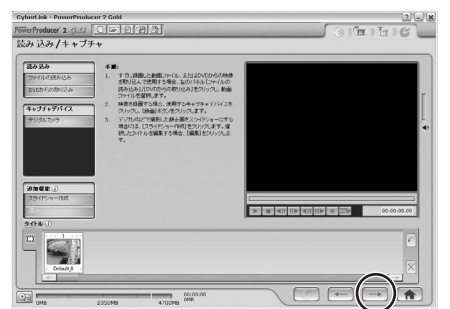 CyberLink - PowerProducer 2 Gold
PowerProducer 2 Gold
読み込み/キャプチャ
読み込み
ファイルの読み込み
DVDからの読み込み
キャプチャデバイス
デジタルカメラ
追加機能
スライドショー作成
手順:
1. すでに録画した動画ファイル、またはDVDからの映像を取り込んで使用する場合、左のパネル[ファイルの読み込み]/[DVDからの取り込み]をクリックし、動画ファイルを選択します。
2. 映像を録画する場合、使用するキャプチャデバイスをクリックし、[録画]ボタンをクリックします。
3. デジカメなどで撮影した静止画をスライドショーにする場合には、[スライドショー作成]をクリックします。選択したタイトルを編集する場合、[編集]をクリックします。
00:00:00.00
タイトル
1
Default_8
0MB
2350MB
4700MB
00:00:00
0MB